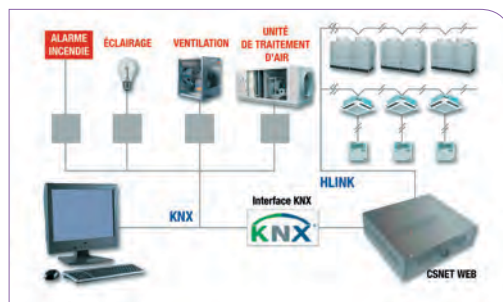 ALARME
INCENDIE
ÉCLAIRAGE
VENTILATION
UNITÉ
DE TRAITEMENT
D'AIR
KNX
Interface KNX
KNX
HLINK
CSNET WEB